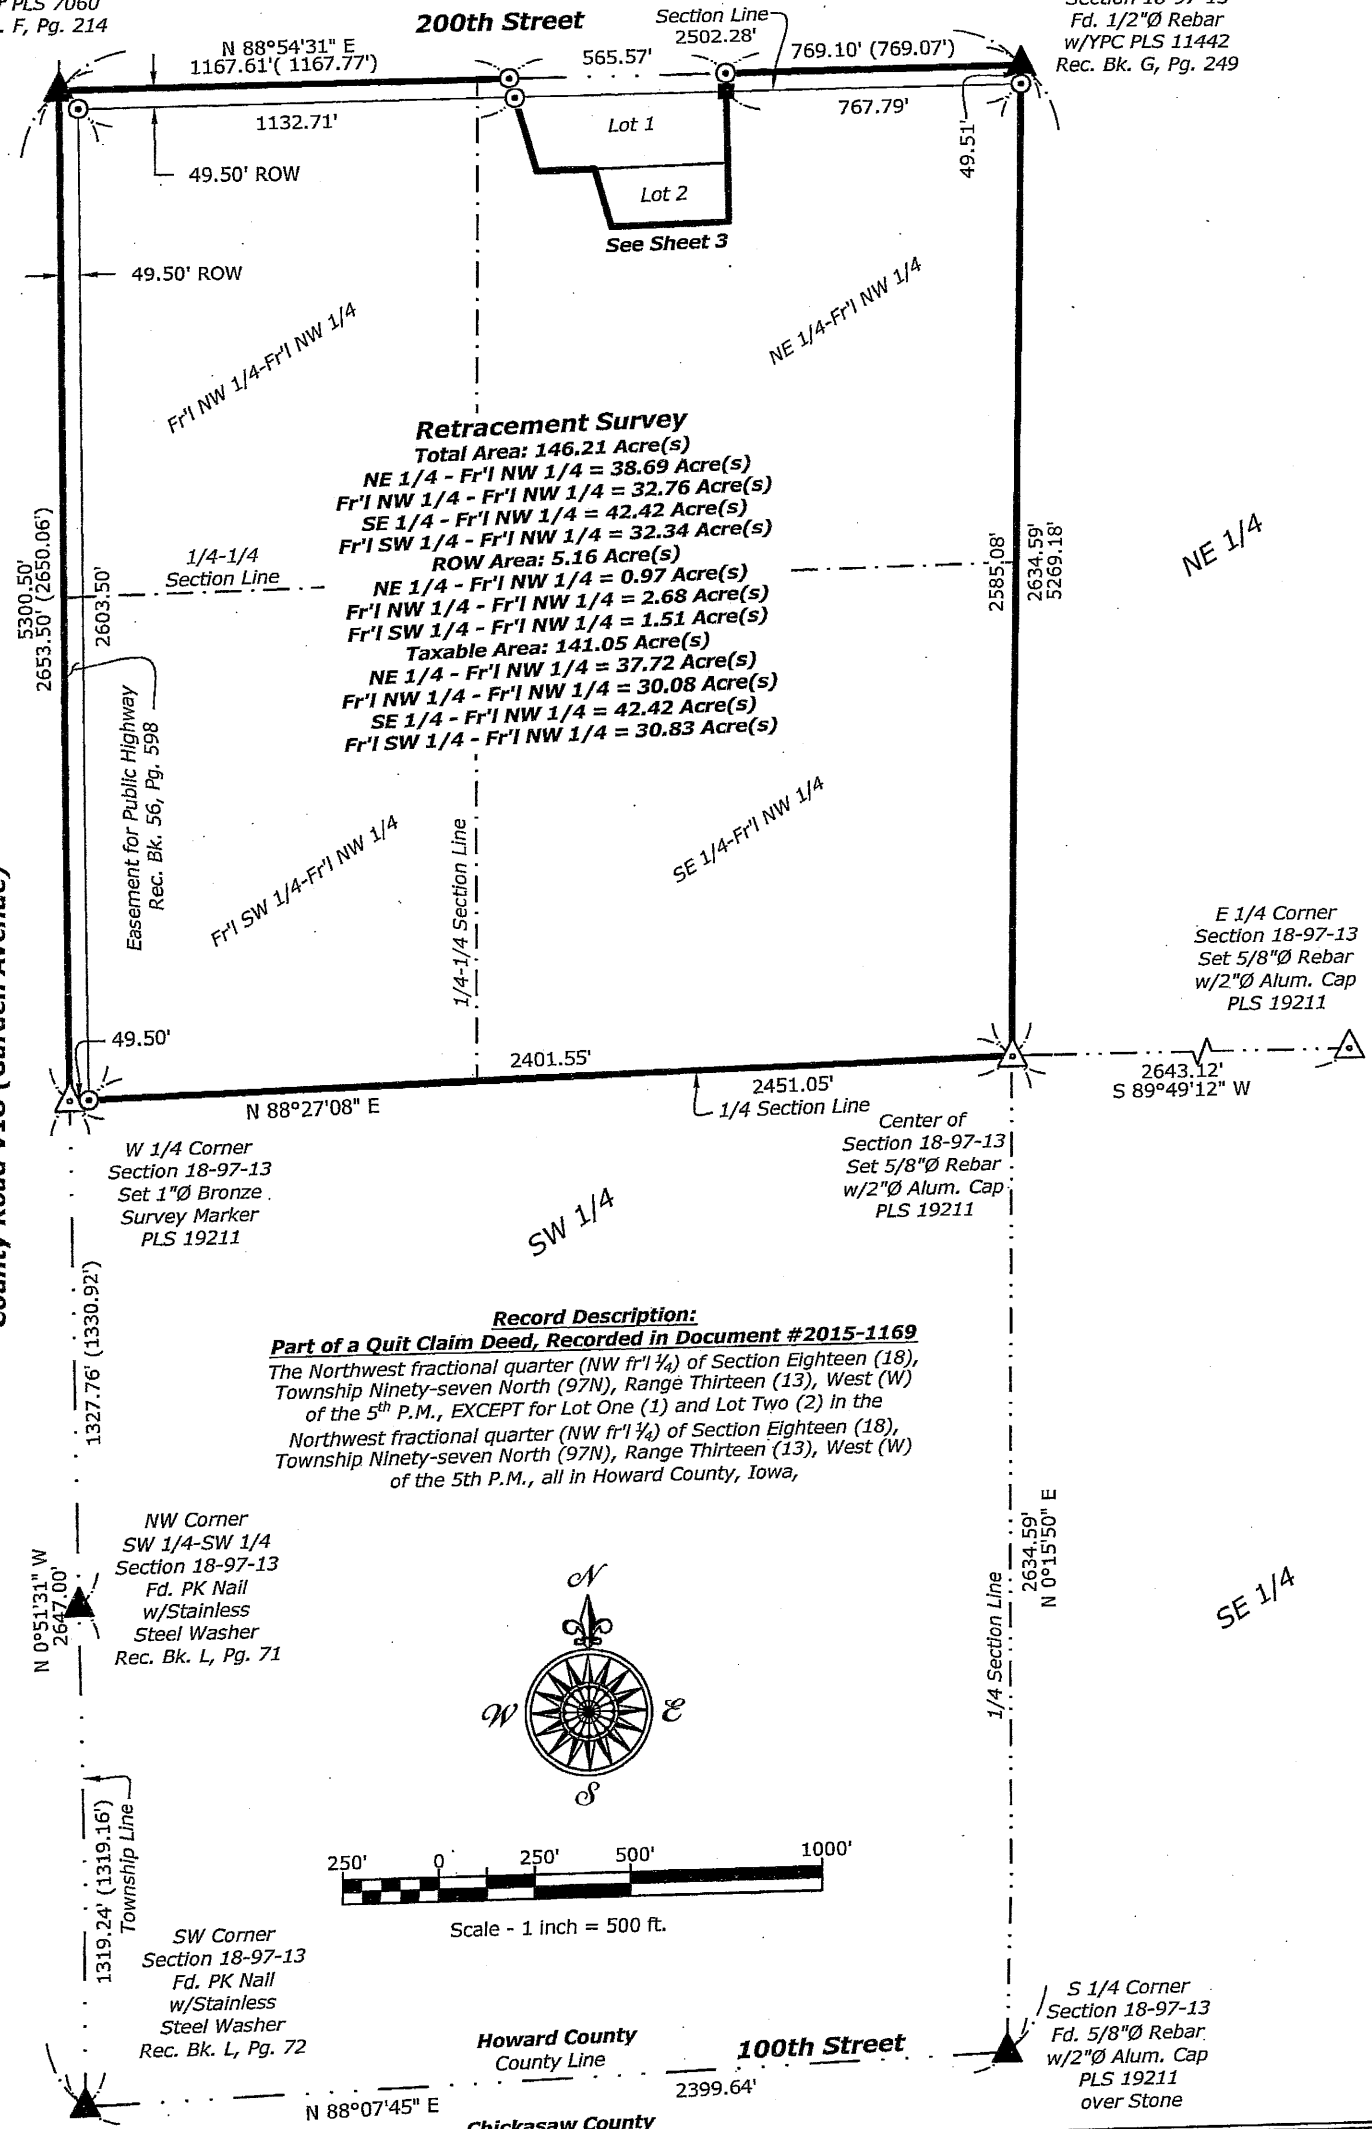 PLS 7060
F, Pg. 214
200th Street
Section Line
2502.28'
Fd. 1/2"Ø Rebar
w/YPC PLS 11442
Rec. Bk. G, Pg. 249
N 88°54'31" E
1167.61'( 1167.77')
565.57'
769.10' (769.07')
1132.71'
Lot 1
767.79'
49.51'
49.50' ROW
Lot 2
See Sheet 3
49.50' ROW
Fr'l NW 1/4-Fr'l NW 1/4
NE 1/4-Fr'l NW 1/4
Retracement Survey
Total Area: 146.21 Acre(s)
NE 1/4 - Fr'l NW 1/4 = 38.69 Acre(s)
Fr'l NW 1/4 - Fr'l NW 1/4 = 32.76 Acre(s)
SE 1/4 - Fr'l NW 1/4 = 42.42 Acre(s)
Fr'l SW 1/4 - Fr'l NW 1/4 = 32.34 Acre(s)
ROW Area: 5.16 Acre(s)
NE 1/4 - Fr'l NW 1/4 = 0.97 Acre(s)
Fr'l NW 1/4 - Fr'l NW 1/4 = 2.68 Acre(s)
Fr'l SW 1/4 - Fr'l NW 1/4 = 1.51 Acre(s)
Taxable Area: 141.05 Acre(s)
NE 1/4 - Fr'l NW 1/4 = 37.72 Acre(s)
Fr'l NW 1/4 - Fr'l NW 1/4 = 30.08 Acre(s)
SE 1/4 - Fr'l NW 1/4 = 42.42 Acre(s)
Fr'l SW 1/4 - Fr'l NW 1/4 = 30.83 Acre(s)
1/4-1/4
Section Line
5300.50'
2653.50' (2650.06')
2603.50'
2585.08'
2634.59'
5269.18'
NE 1/4
Easement for Public Highway
Rec. Bk. 56, Pg. 598
Fr'l SW 1/4-Fr'l NW 1/4
1/4-1/4 Section Line
SE 1/4-Fr'l NW 1/4
E 1/4 Corner
Section 18-97-13
Set 5/8"Ø Rebar
w/2"Ø Alum. Cap
PLS 19211
49.50'
2401.55'
2451.05'
N 88°27'08" E
1/4 Section Line
2643.12'
S 89°49'12" W
W 1/4 Corner
Section 18-97-13
Set 1"Ø Bronze
Survey Marker
PLS 19211
Center of
Section 18-97-13
Set 5/8"Ø Rebar
w/2"Ø Alum. Cap
PLS 19211
SW 1/4
1327.76' (1330.92')
Record Description:
Part of a Quit Claim Deed, Recorded in Document #2015-1169
The Northwest fractional quarter (NW fr'l ¼) of Section Eighteen (18),
Township Ninety-seven North (97N), Range Thirteen (13), West (W)
of the 5th P.M., EXCEPT for Lot One (1) and Lot Two (2) in the
Northwest fractional quarter (NW fr'l ¼) of Section Eighteen (18),
Township Ninety-seven North (97N), Range Thirteen (13), West (W)
of the 5th P.M., all in Howard County, Iowa,
NW Corner
SW 1/4-SW 1/4
Section 18-97-13
Fd. PK Nail
w/Stainless
Steel Washer
Rec. Bk. L, Pg. 71
N 0°51'31" W
2647.00'
2634.59'
N 0°15'50" E
1/4 Section Line
SE 1/4
N
W
E
S
1319.24' (1319.16')
Township Line
250' 0 250' 500' 1000'
Scale - 1 inch = 500 ft.
SW Corner
Section 18-97-13
Fd. PK Nail
w/Stainless
Steel Washer
Rec. Bk. L, Pg. 72
Howard County
County Line
100th Street
2399.64'
N 88°07'45" E
Chickasaw County
S 1/4 Corner
Section 18-97-13
Fd. 5/8"Ø Rebar
w/2"Ø Alum. Cap
PLS 19211
over Stone